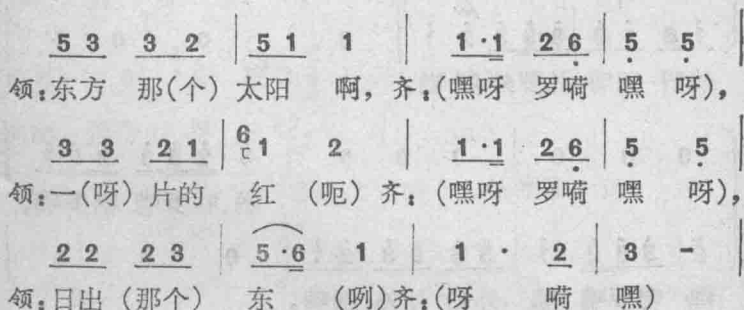 5 3 3 2 | 5 1 1 | 1·1 2 6 | 5 5 |
领：东方 那(个) 太阳 啊，齐：(嘿呀 罗嗬 嘿 呀)，
3 3 2 1 | 6 1 2 | 1·1 2 6 | 5 5 |
领：一(呀)片的 红 (呃) 齐：(嘿呀 罗嗬 嘿 呀)，
2 2 2 3 | 5·6 1 | 1· 2 | 3 － |
领：日出 (那个) 东 (咧)齐：(呀 嗬 嘿)